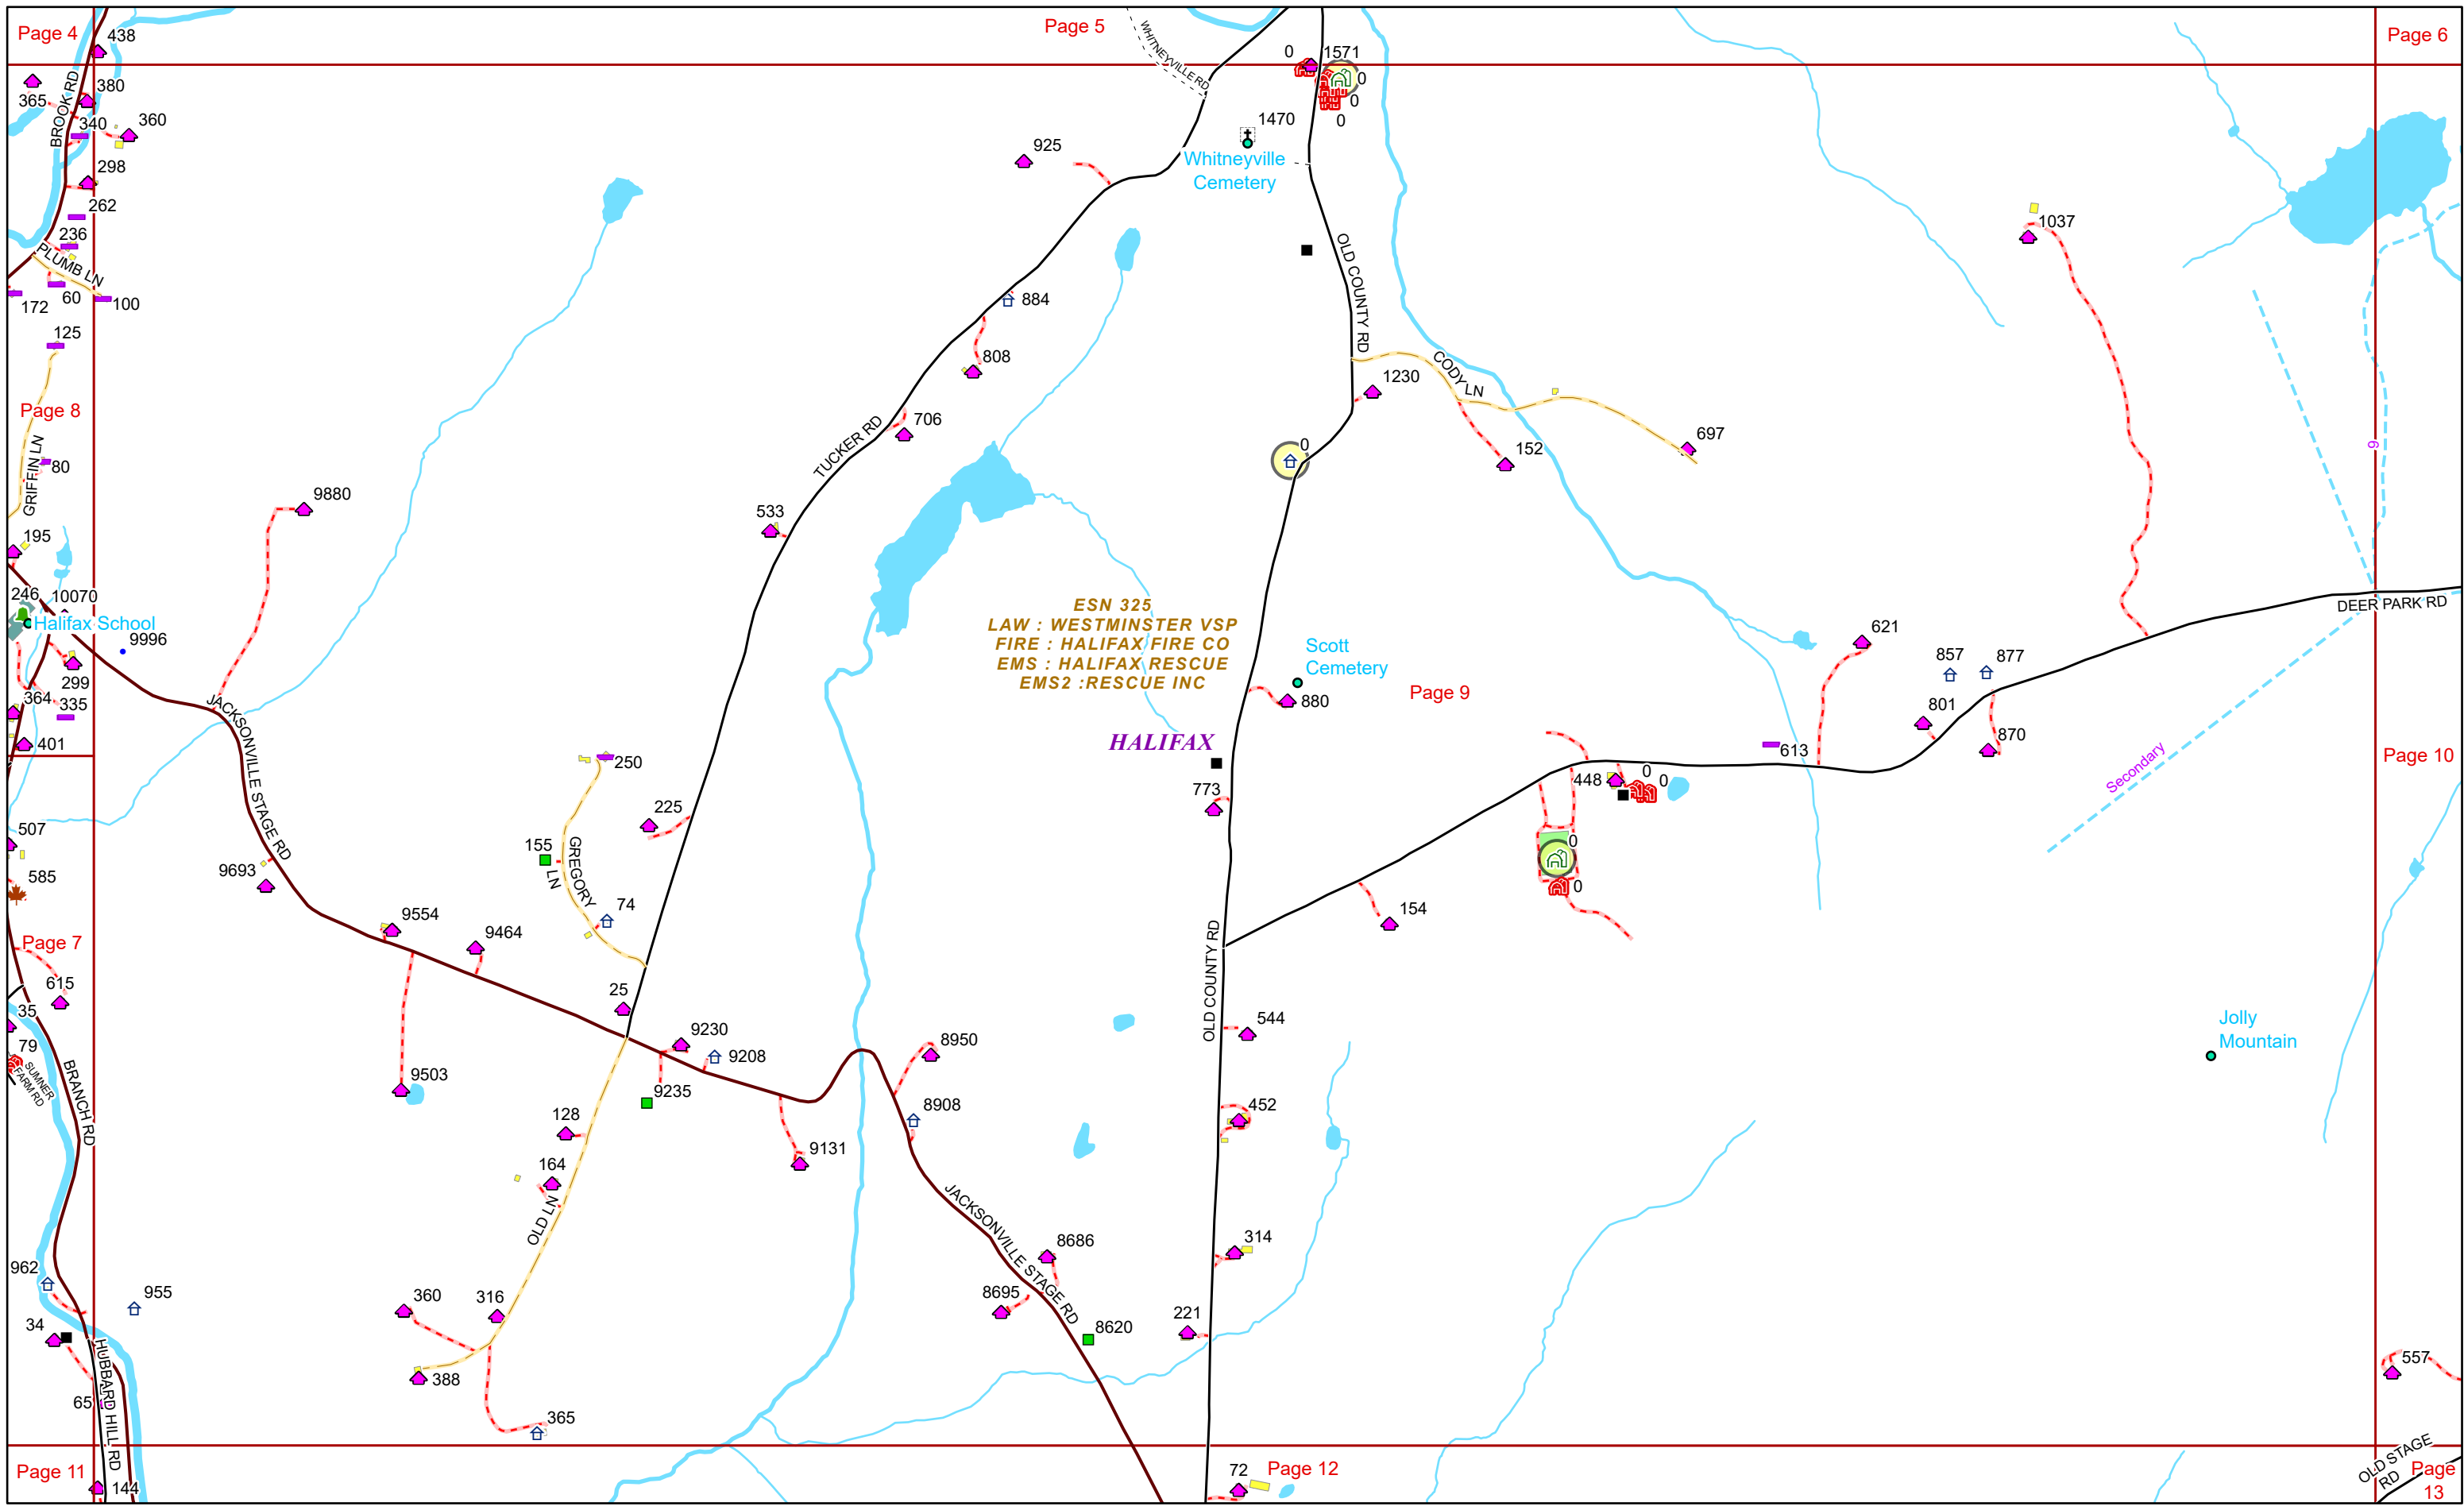 Page 4
438
Page 5
WHITNEYVILLE RD
0
1571
0
0
0
Page 6
365
380
BROOK RD
340
360
298
262
236
PLUMB LN
172
60
100
125
Page 8
GRIFFIN LN
80
195
246
10070
Halifax School
9996
299
364
335
401
925
1470
Whitneyville
Cemetery
OLD COUNTY RD
1037
884
808
706
TUCKER RD
533
1230
CODY LN
152
697
0
9
9880
ESN 325
LAW : WESTMINSTER VSP
FIRE : HALIFAX FIRE CO
EMS : HALIFAX RESCUE
EMS2 :RESCUE INC
Scott
Cemetery
880
Page 9
HALIFAX
773
DEER PARK RD
621
857
877
801
870
613
448
0
0
Secondary
Page 10
JACKSONVILLE STAGE RD
250
225
155
GREGORY
LN
74
507
585
9693
9554
9464
Page 7
615
35
79
SUMNER
FARM RD
BRANCH RD
25
9230
9208
9235
9503
128
164
OLD LN
9131
8950
8908
JACKSONVILLE STAGE RD
OLD COUNTY RD
0
0
154
544
452
314
221
Jolly
Mountain
8686
8695
8620
962
955
34
65
HUBBARD HILL RD
360
316
388
365
557
OLD STAGE
RD
Page 11
144
72
Page 12
Page
13